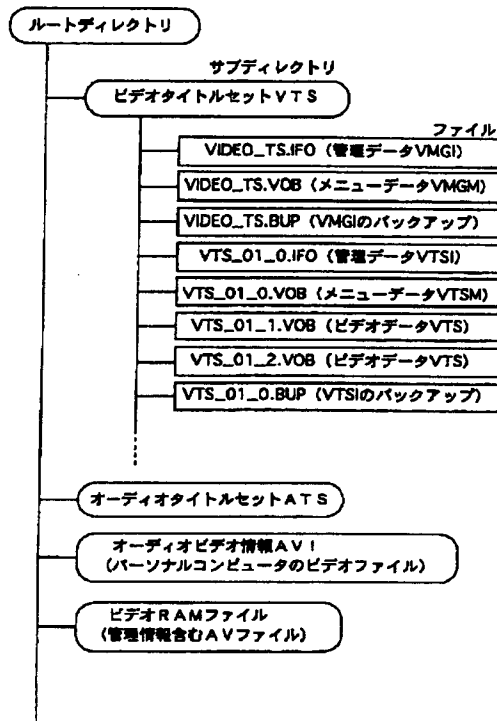 ルートディレクトリ
サブディレクトリ
ビデオタイトルセットVTS
ファイル
VIDEO_TS.IFO (管理データVMGI)
VIDEO_TS.VOB (メニューデータVMGM)
VIDEO_TS.BUP (VMGIのバックアップ)
VTS_01_0.IFO (管理データVTSI)
VTS_01_0.VOB (メニューデータVTSM)
VTS_01_1.VOB (ビデオデータVTS)
VTS_01_2.VOB (ビデオデータVTS)
VTS_01_0.BUP (VTSIのバックアップ)
オーディオタイトルセットATS
オーディオビデオ情報AVI
(パーソナルコンピュータのビデオファイル)
ビデオRAMファイル
(管理情報含むAVファイル)